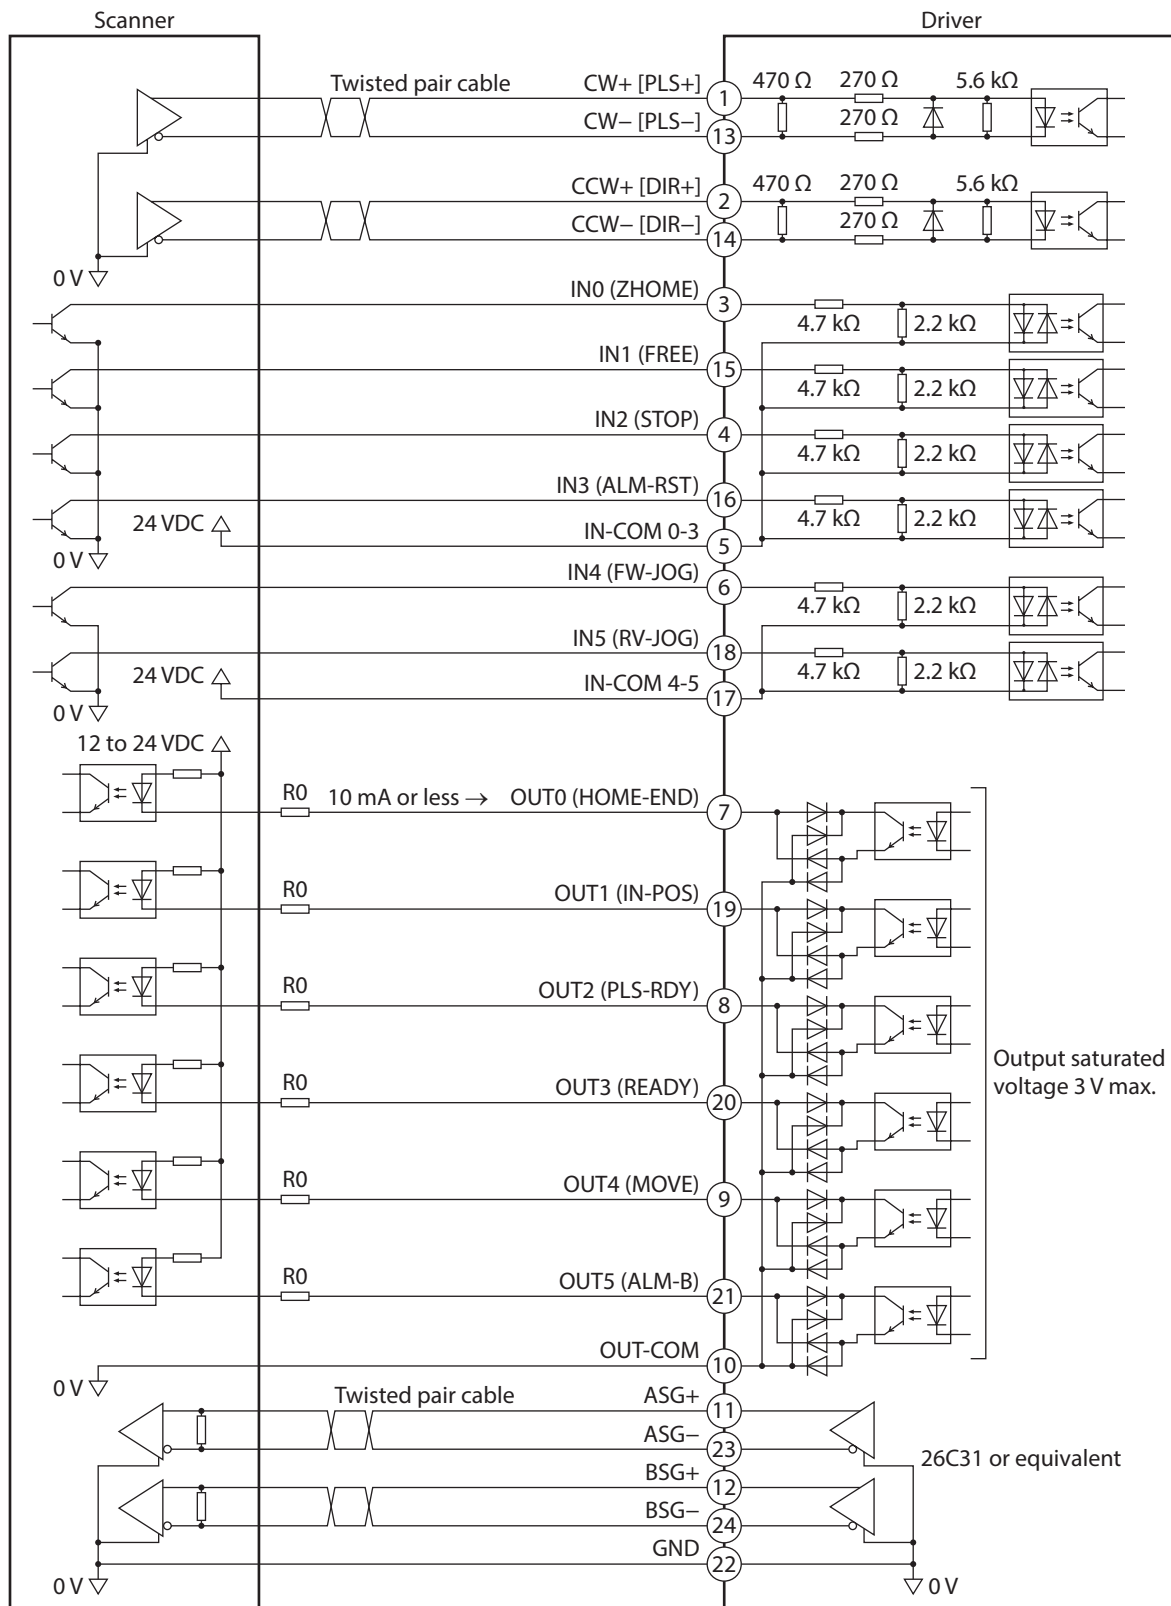 Scanner
Driver
Twisted pair cable
CW+ [PLS+]
1
470 Ω
270 Ω
5.6 kΩ
CW− [PLS−]
13
270 Ω
CCW+ [DIR+]
2
470 Ω
270 Ω
5.6 kΩ
CCW− [DIR−]
14
270 Ω
0 V
IN0 (ZHOME)
3
4.7 kΩ
2.2 kΩ
IN1 (FREE)
15
4.7 kΩ
2.2 kΩ
IN2 (STOP)
4
4.7 kΩ
2.2 kΩ
IN3 (ALM-RST)
16
4.7 kΩ
2.2 kΩ
24 VDC
IN-COM 0-3
5
0 V
IN4 (FW-JOG)
6
4.7 kΩ
2.2 kΩ
IN5 (RV-JOG)
18
4.7 kΩ
2.2 kΩ
24 VDC
IN-COM 4-5
17
0 V
12 to 24 VDC
R0
10 mA or less →
OUT0 (HOME-END)
7
R0
OUT1 (IN-POS)
19
R0
OUT2 (PLS-RDY)
8
Output saturated
voltage 3 V max.
R0
OUT3 (READY)
20
R0
OUT4 (MOVE)
9
R0
OUT5 (ALM-B)
21
OUT-COM
10
0 V
Twisted pair cable
ASG+
11
ASG−
23
26C31 or equivalent
BSG+
12
BSG−
24
GND
22
0 V
0 V